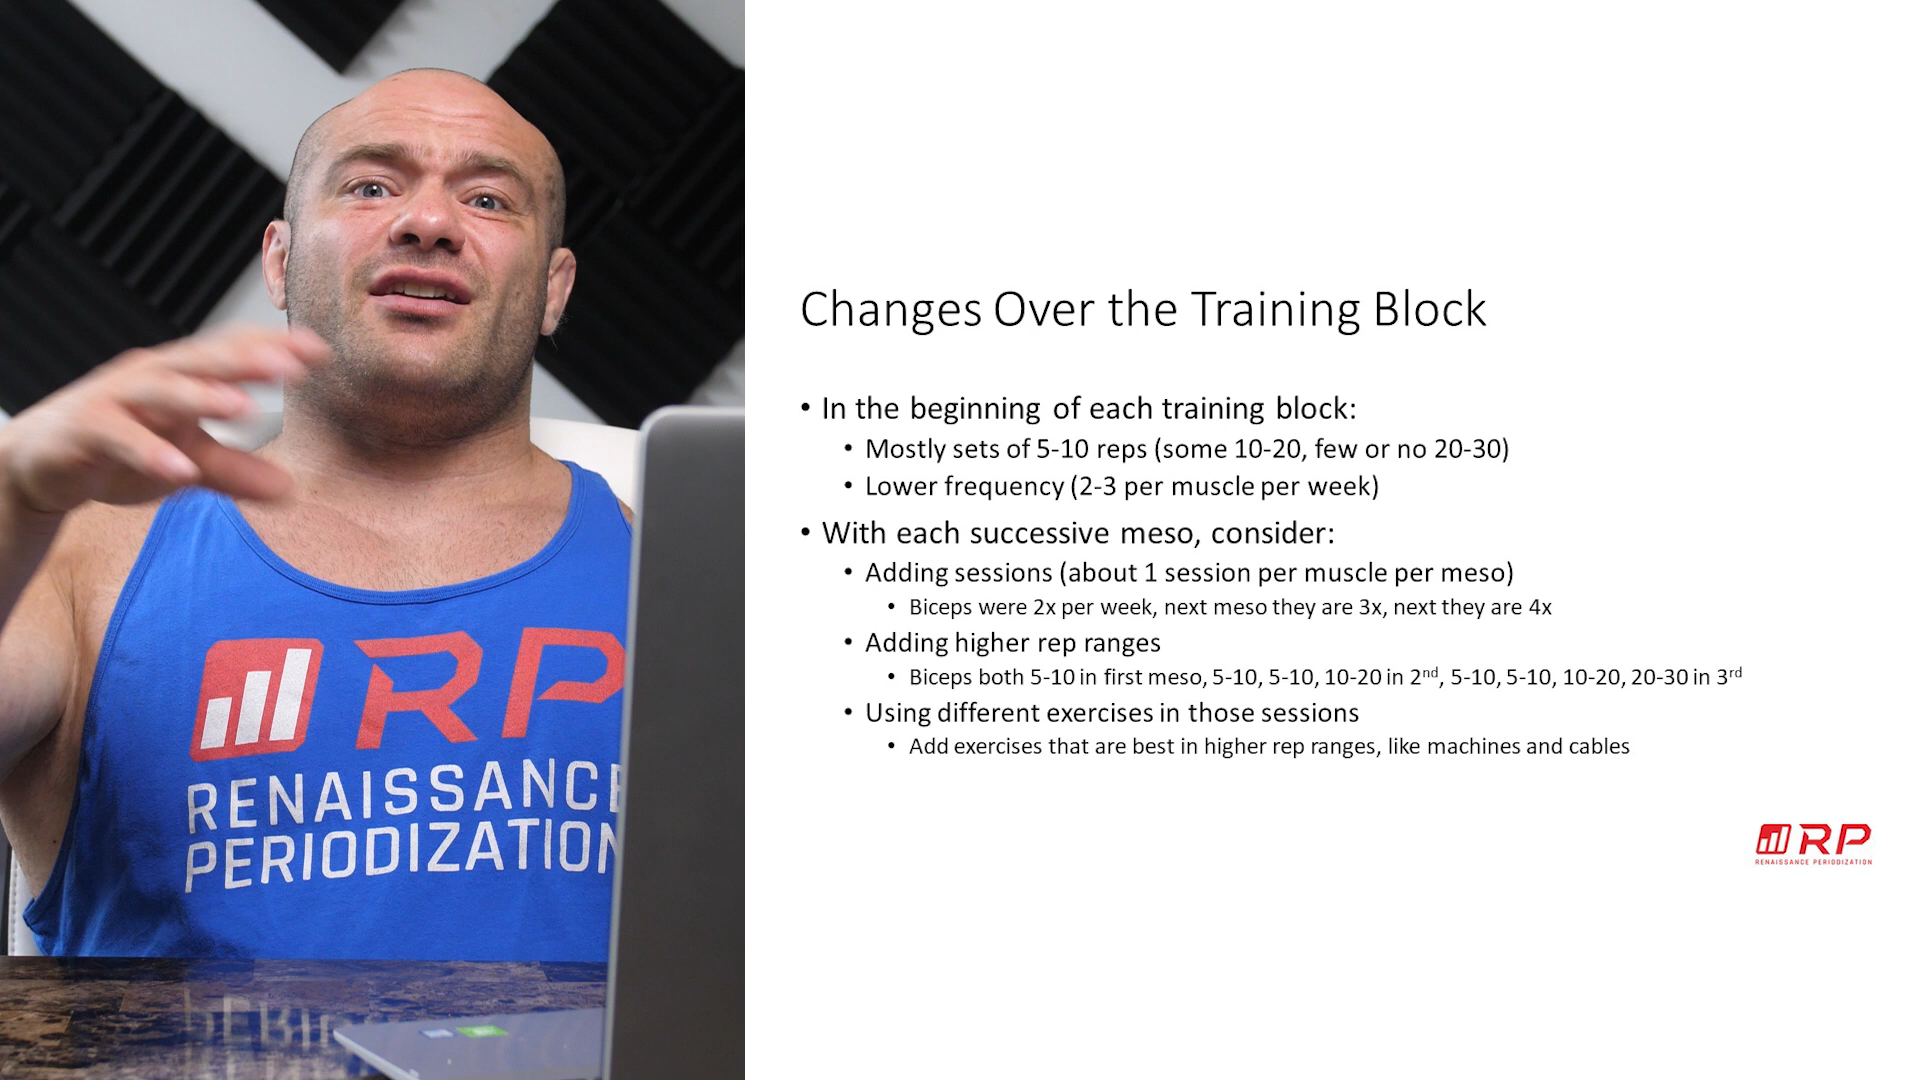 RP
RENAISSANCE
PERIODIZATION
Changes Over the Training Block
• In the beginning of each training block:
• Mostly sets of 5-10 reps (some 10-20, few or no 20-30)
• Lower frequency (2-3 per muscle per week)
• With each successive meso, consider:
• Adding sessions (about 1 session per muscle per meso)
• Biceps were 2x per week, next meso they are 3x, next they are 4x
• Adding higher rep ranges
• Biceps both 5-10 in first meso, 5-10, 5-10, 10-20 in 2nd, 5-10, 5-10, 10-20, 20-30 in 3rd
• Using different exercises in those sessions
• Add exercises that are best in higher rep ranges, like machines and cables
RP
RENAISSANCE PERIODIZATION